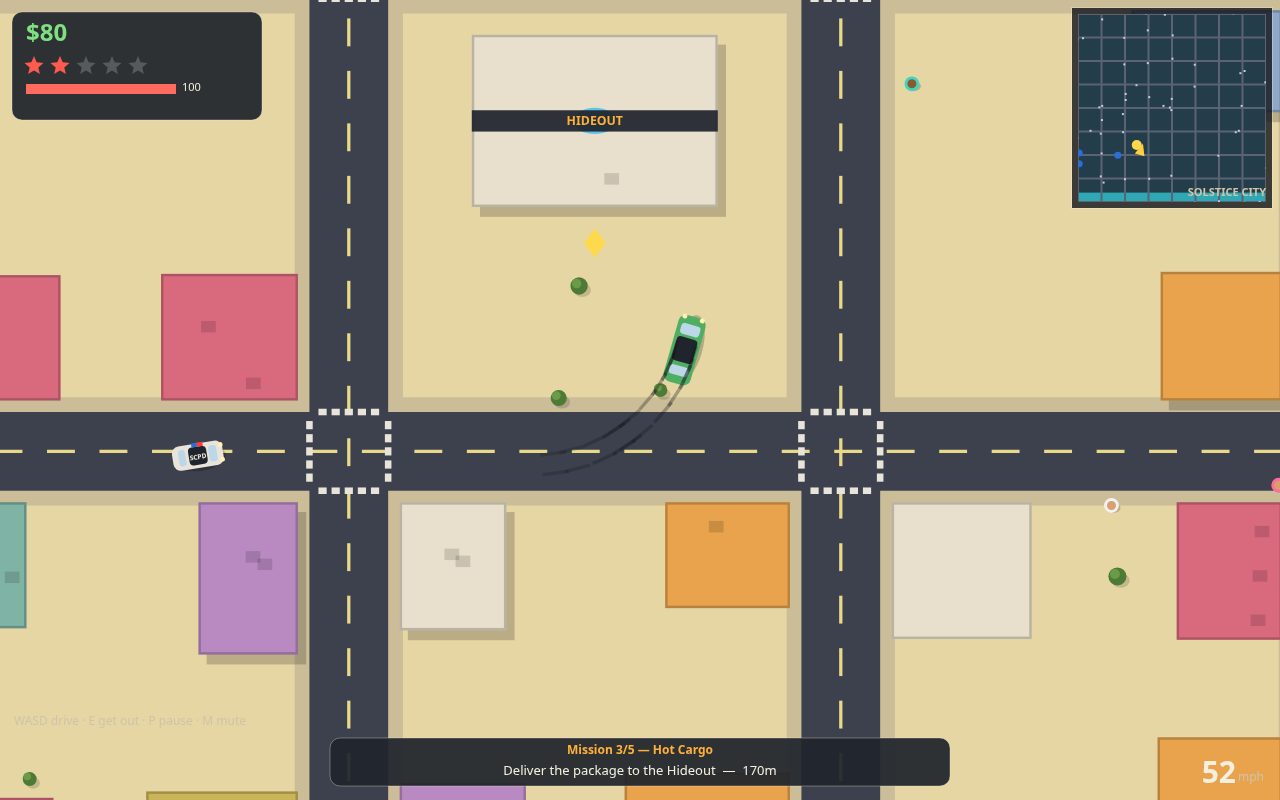 $80
100
HIDEOUT
SOLSTICE CITY
SCPD
WASD drive · E get out · P pause · M mute
Mission 3/5 — Hot Cargo
Deliver the package to the Hideout — 170m
52 mph